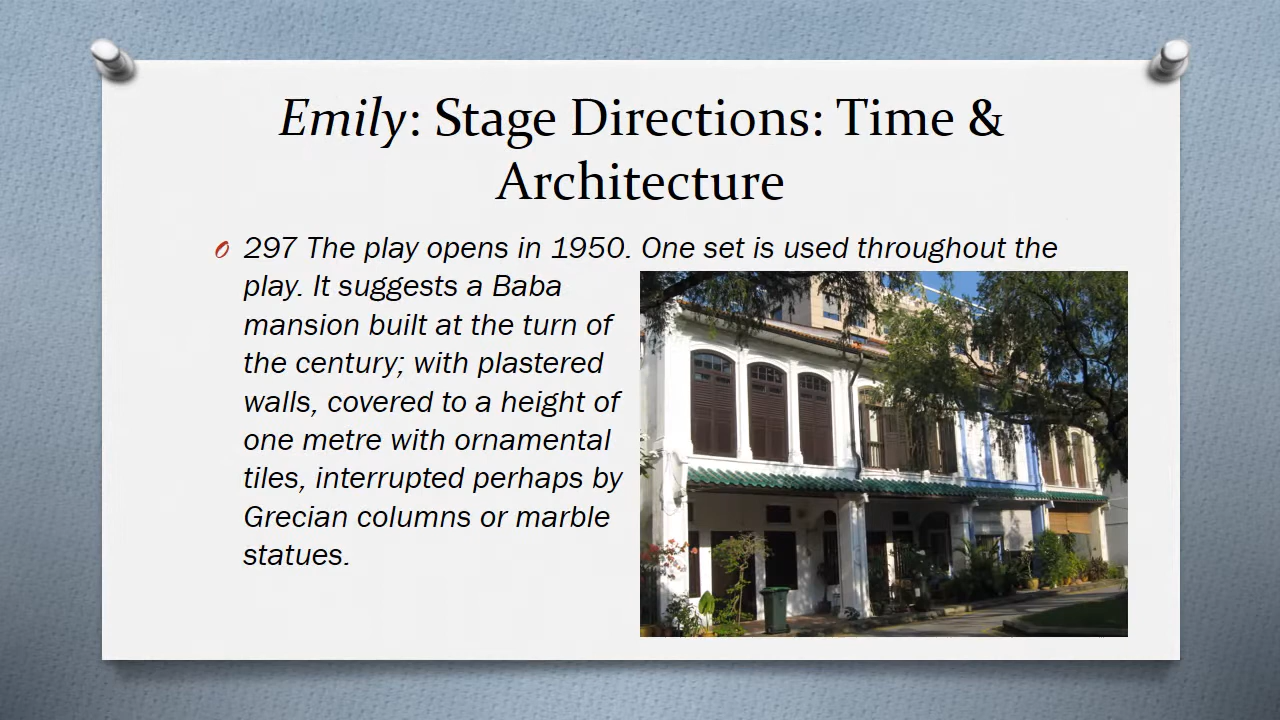 Emily: Stage Directions: Time &
Architecture
297 The play opens in 1950. One set is used throughout the
play. It suggests a Baba
mansion built at the turn of
the century; with plastered
walls, covered to a height of
one metre with ornamental
tiles, interrupted perhaps by
Grecian columns or marble
statues.